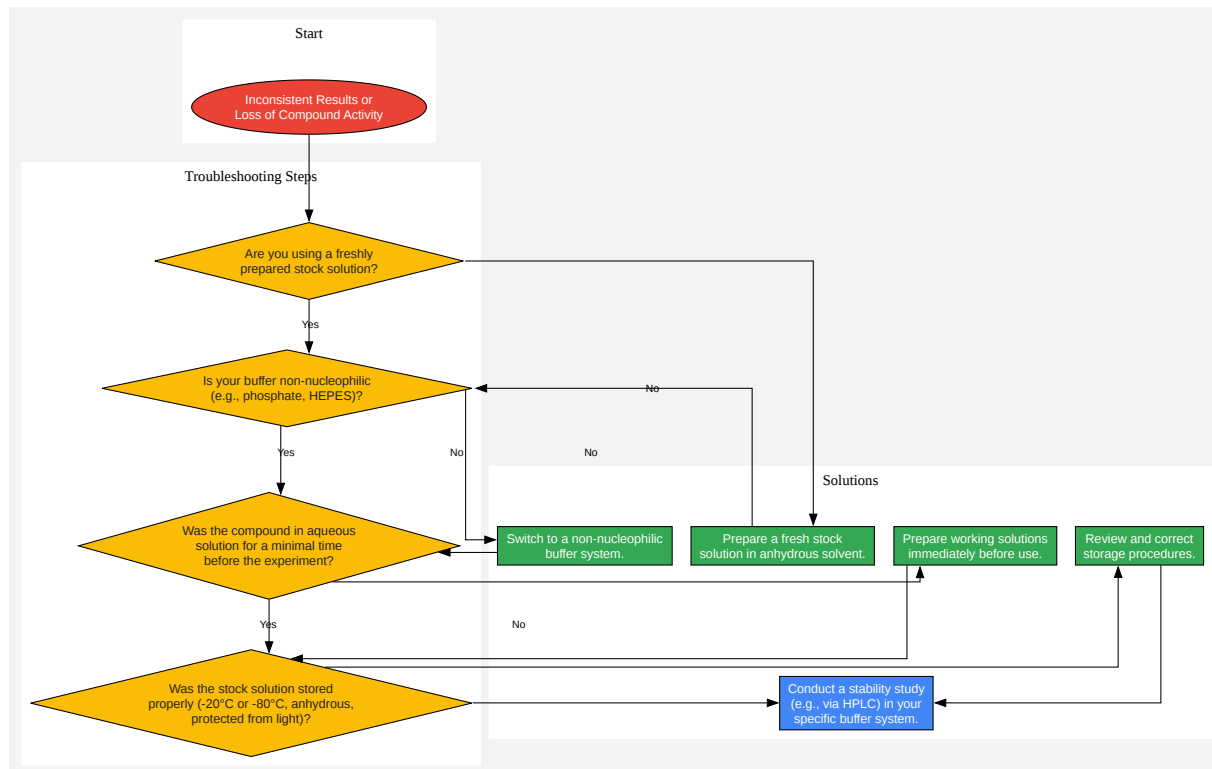 Start
Inconsistent Results or
Loss of Compound Activity
Troubleshooting Steps
Are you using a freshly
prepared stock solution?
Yes
Is your buffer non-nucleophilic
(e.g., phosphate, HEPES)?
No
Yes
No
No
Solutions
Was the compound in aqueous
solution for a minimal time
before the experiment?
Switch to a non-nucleophilic
buffer system.
Prepare a fresh stock
solution in anhydrous solvent.
Prepare working solutions
immediately before use.
Review and correct
storage procedures.
Yes
No
Was the stock solution stored
properly (-20°C or -80°C, anhydrous,
protected from light)?
Conduct a stability study
(e.g., via HPLC) in your
specific buffer system.